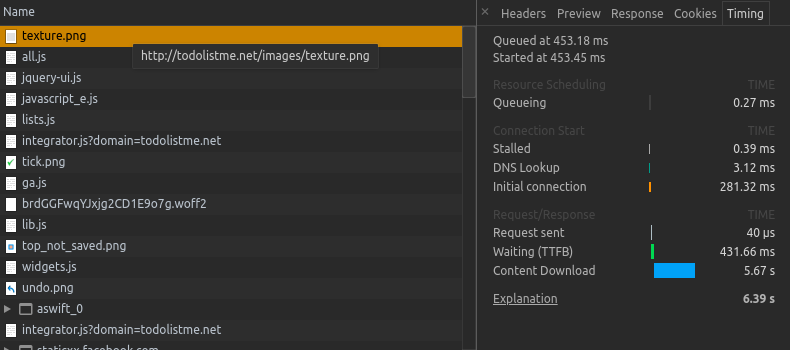 Name
texture.png
http://todolistme.net/images/texture.png
all.js
jquery-ui.js
javascript_e.js
lists.js
integrator.js?domain=todolistme.net
tick.png
ga.js
brdGGFwqYJxjg2CD1E9o7g.woff2
lib.js
top_not_saved.png
widgets.js
undo.png
aswift_0
integrator.js?domain=todolistme.net
staticxx.facebook.com
× Headers Preview Response Cookies Timing
Queued at 453.18 ms
Started at 453.45 ms
Resource Scheduling TIME
Queueing 0.27 ms
Connection Start TIME
Stalled 0.39 ms
DNS Lookup 3.12 ms
Initial connection 281.32 ms
Request/Response TIME
Request sent 40 μs
Waiting (TTFB) 431.66 ms
Content Download 5.67 s
Explanation 6.39 s